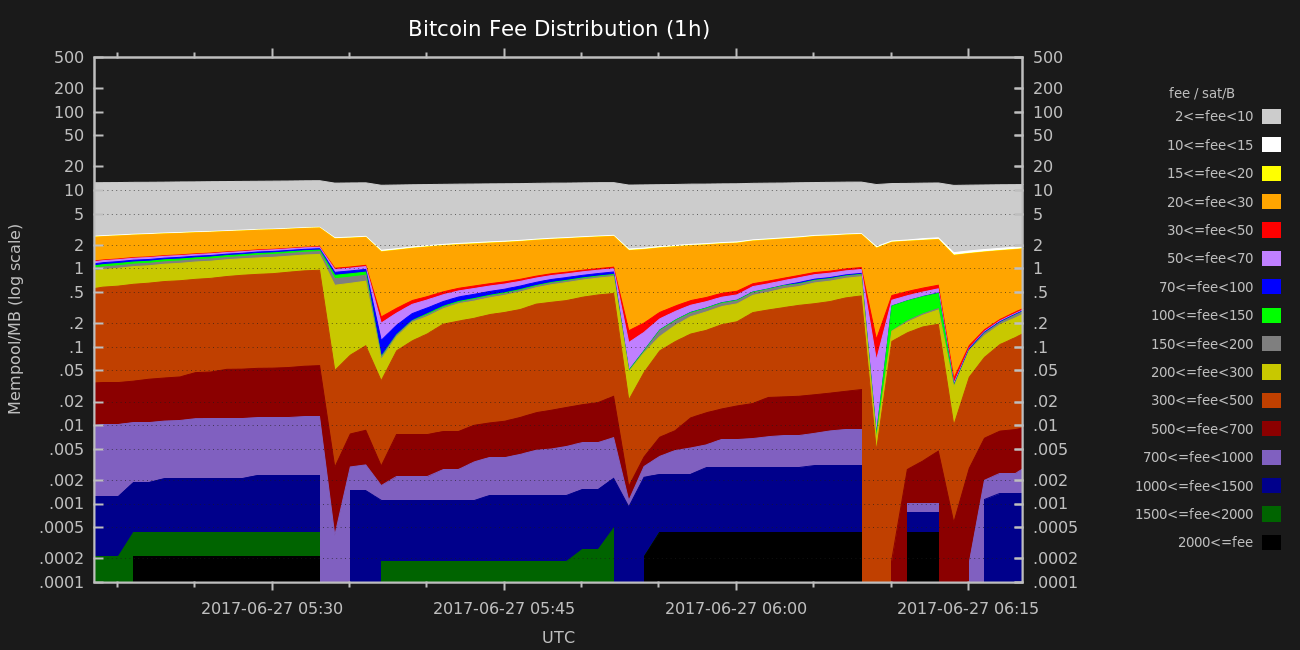 Bitcoin Fee Distribution (1h)
500
200
100
50
20
10
5
2
1
.5
.2
.1
.05
.02
.01
.005
.002
.001
.0005
.0002
.0001
Mempool/MB (log scale)
500
200
100
50
20
10
5
2
1
.5
.2
.1
.05
.02
.01
.005
.002
.001
.0005
.0002
.0001
2017-06-27 05:30 2017-06-27 05:45 2017-06-27 06:00 2017-06-27 06:15
UTC
fee / sat/B
2<=fee<10
10<=fee<15
15<=fee<20
20<=fee<30
30<=fee<50
50<=fee<70
70<=fee<100
100<=fee<150
150<=fee<200
200<=fee<300
300<=fee<500
500<=fee<700
700<=fee<1000
1000<=fee<1500
1500<=fee<2000
2000<=fee